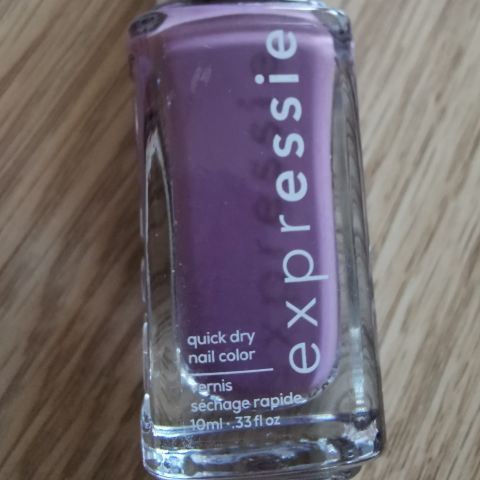 expressie
quick dry
nail color
vernis
séchage rapide
10ml · .33 fl oz